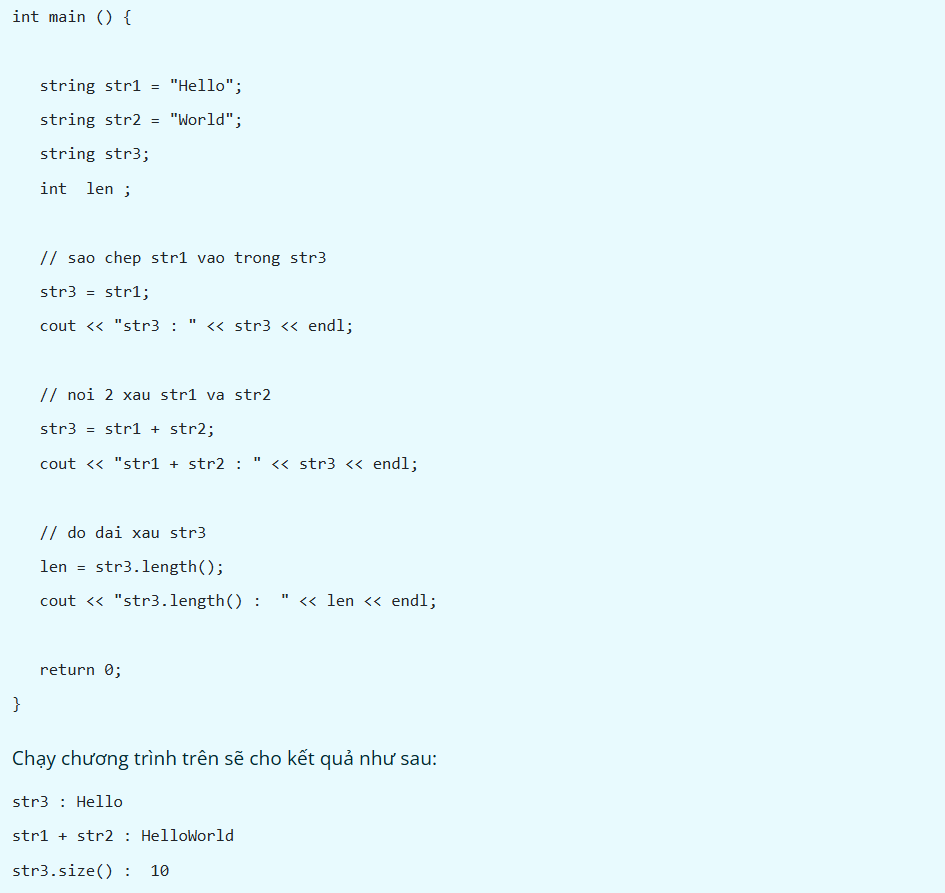 int main () {
string str1 = "Hello";
string str2 = "World";
string str3;
int  len ;
// sao chep str1 vao trong str3
str3 = str1;
cout << "str3 : " << str3 << endl;
// noi 2 xau str1 va str2
str3 = str1 + str2;
cout << "str1 + str2 : " << str3 << endl;
// do dai xau str3
len = str3.length();
cout << "str3.length() :  " << len << endl;
return 0;
}
Chạy chương trình trên sẽ cho kết quả như sau:
str3 : Hello
str1 + str2 : HelloWorld
str3.size() :  10